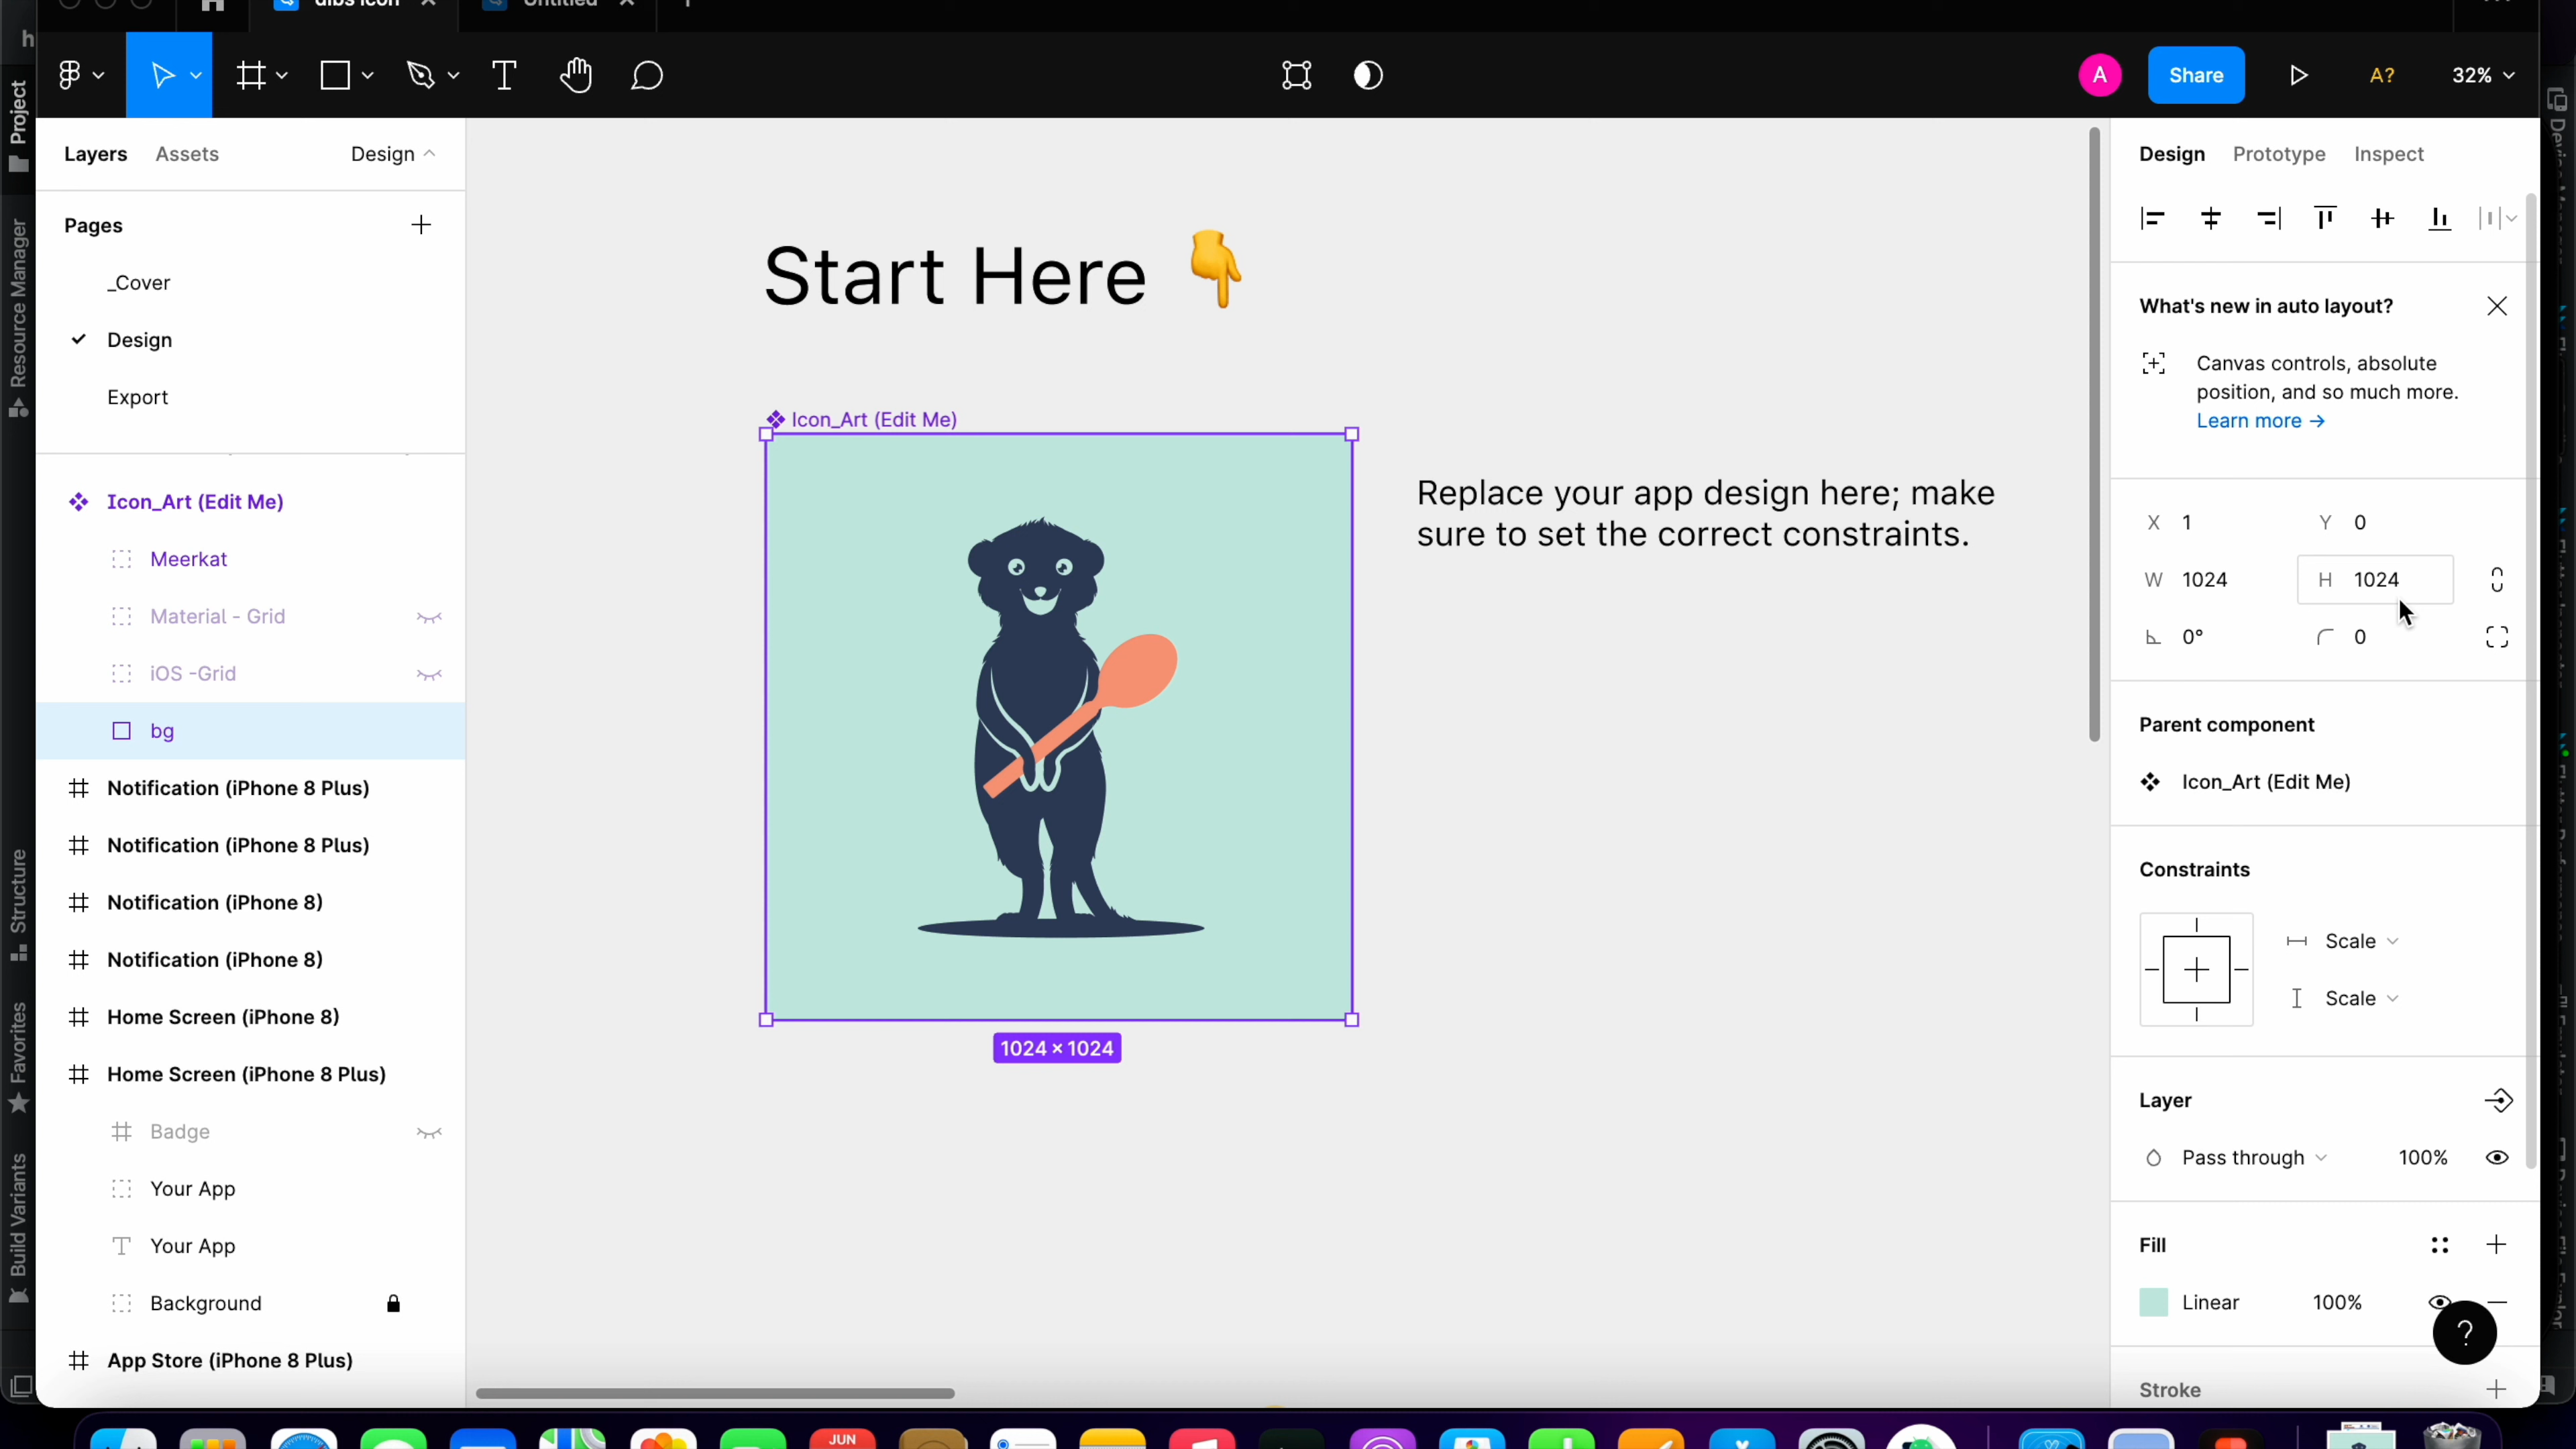 dibs icon
Untitled
A
Share
A?
32%
Project
Resource Manager
Structure
Favorites
Build Variants
Layers
Assets
Design
Pages
_Cover
Design
Export
Icon_Art (Edit Me)
Meerkat
Material - Grid
iOS -Grid
bg
Notification (iPhone 8 Plus)
Notification (iPhone 8 Plus)
Notification (iPhone 8)
Notification (iPhone 8)
Home Screen (iPhone 8)
Home Screen (iPhone 8 Plus)
Badge
Your App
Your App
Background
App Store (iPhone 8 Plus)
Start Here 👇
Icon_Art (Edit Me)
1024 × 1024
Replace your app design here; make
sure to set the correct constraints.
Design
Prototype
Inspect
What's new in auto layout?
Canvas controls, absolute
position, and so much more.
Learn more →
X 1
Y 0
W 1024
H 1024
0°
0
Parent component
Icon_Art (Edit Me)
Constraints
Scale
Scale
Layer
Pass through
100%
Fill
Linear
100%
?
Stroke
JUN